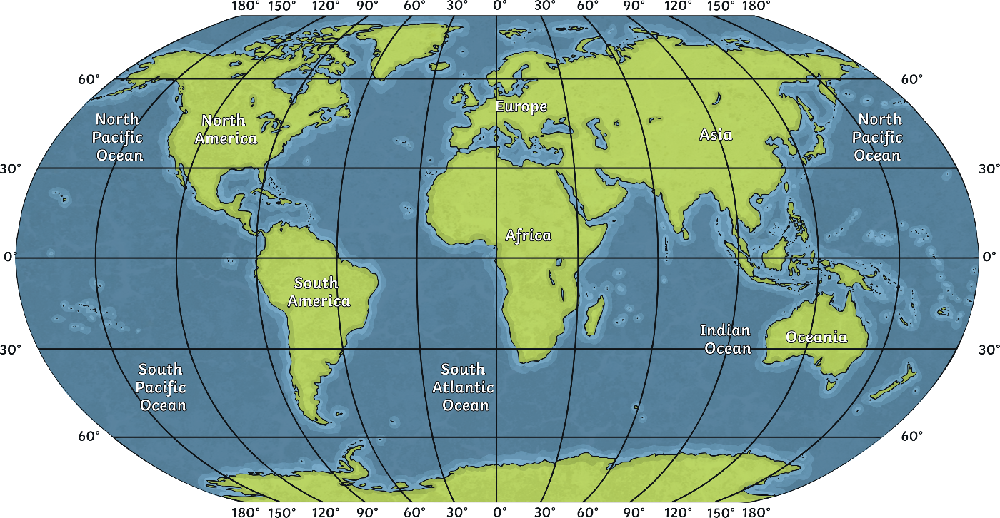 180° 150° 120° 90° 60° 30° 0° 30° 60° 90° 120° 150° 180°
60° 60°
Europe
North
Pacific
Ocean
North
America
Asia
North
Pacific
Ocean
30° 30°
Africa
0° 0°
South
America
Indian
Ocean
Oceania
30° 30°
South
Pacific
Ocean
South
Atlantic
Ocean
60° 60°
180° 150° 120° 90° 60° 30° 0° 30° 60° 90° 120° 150° 180°